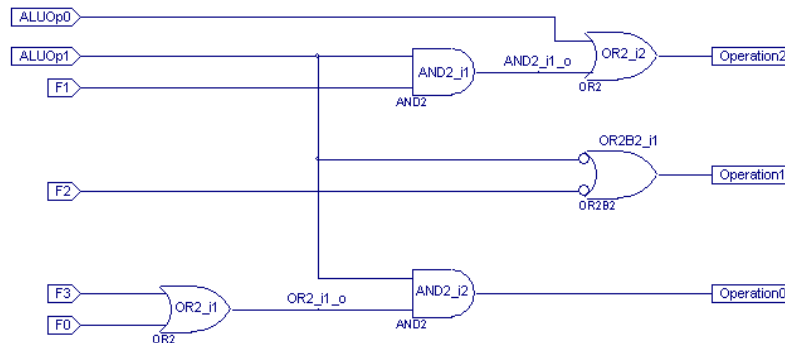 ALUOp0
ALUOp1
AND2_i1
AND2_i1_o
OR2_i2
Operation2
F1
AND2
OR2
OR2B2_i1
F2
Operation1
OR2B2
F3
OR2_i1
OR2_i1_o
AND2_i2
Operation0
F0
AND2
OR2